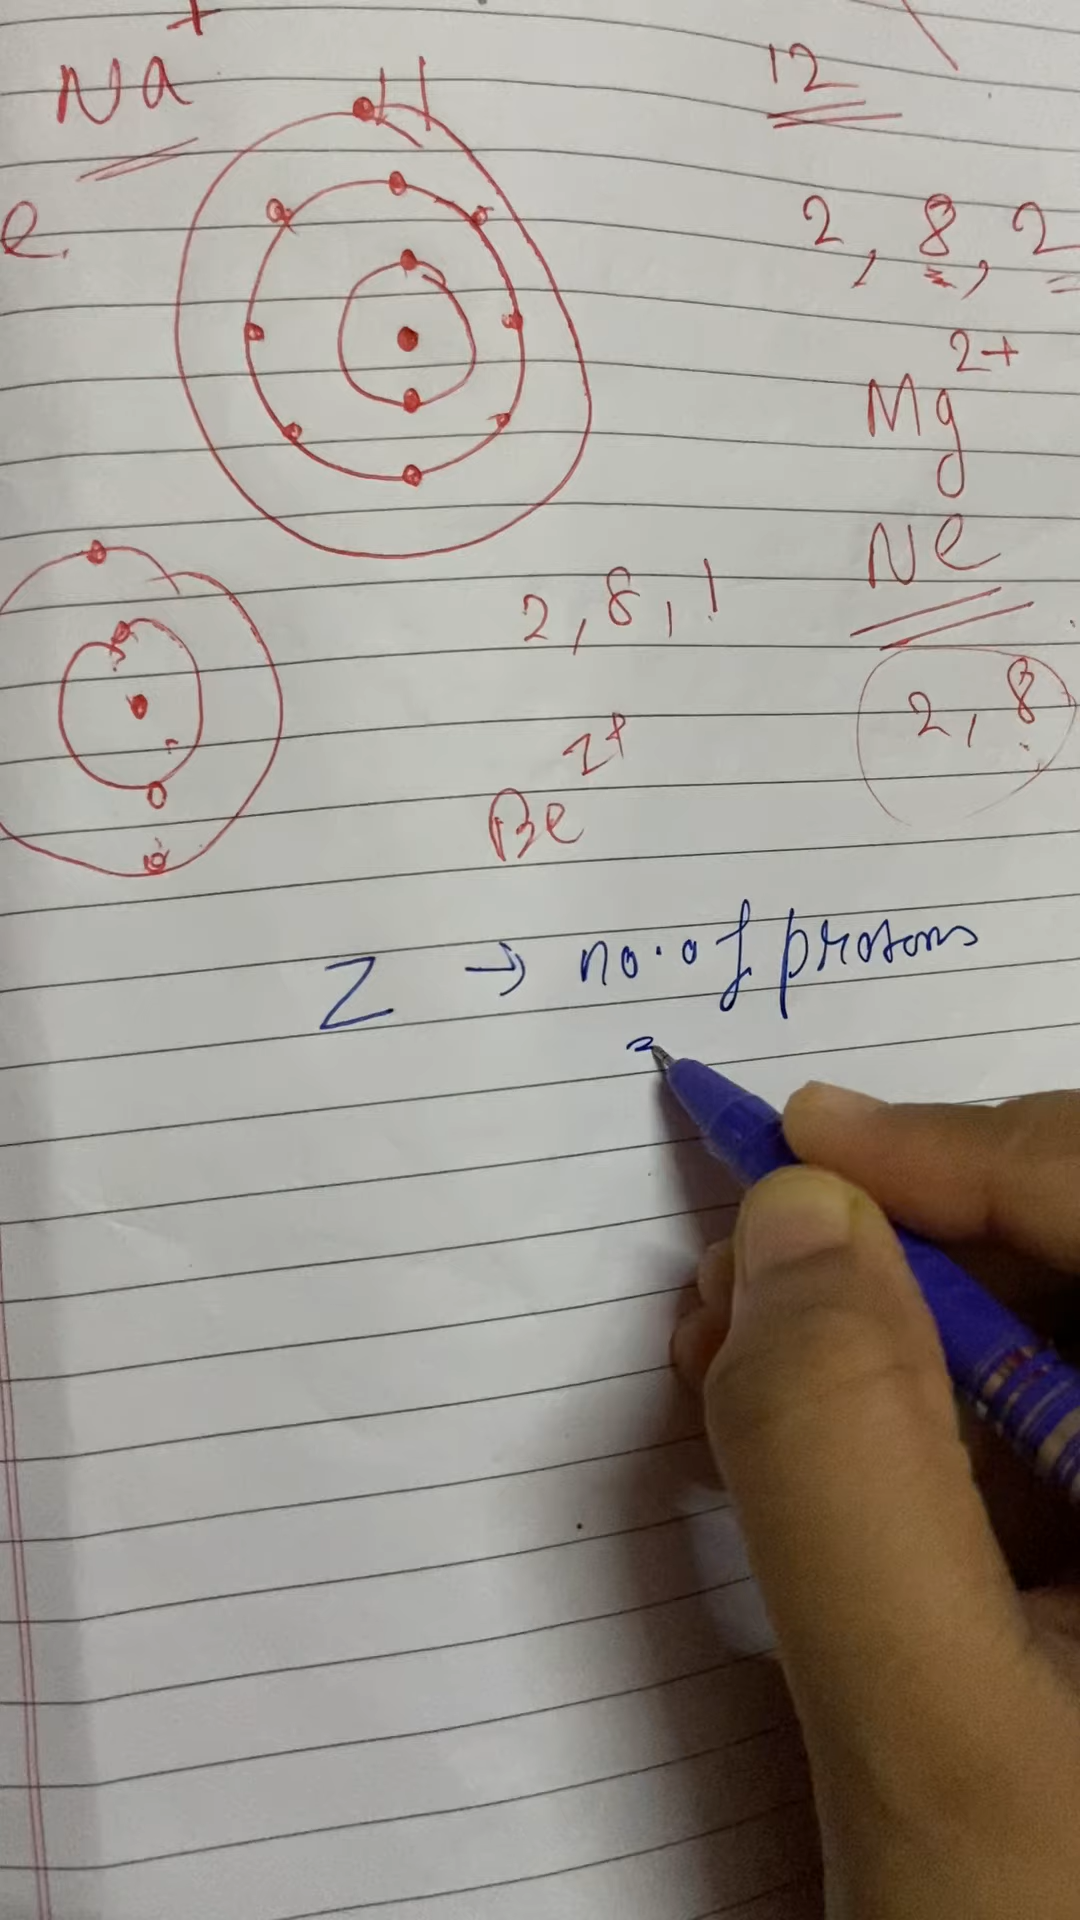 Na+
11
12
e.
2, 8, 2
Mg2+
Ne
2, 8, 1
2, 8
Be2+
Z → no. of protons
=